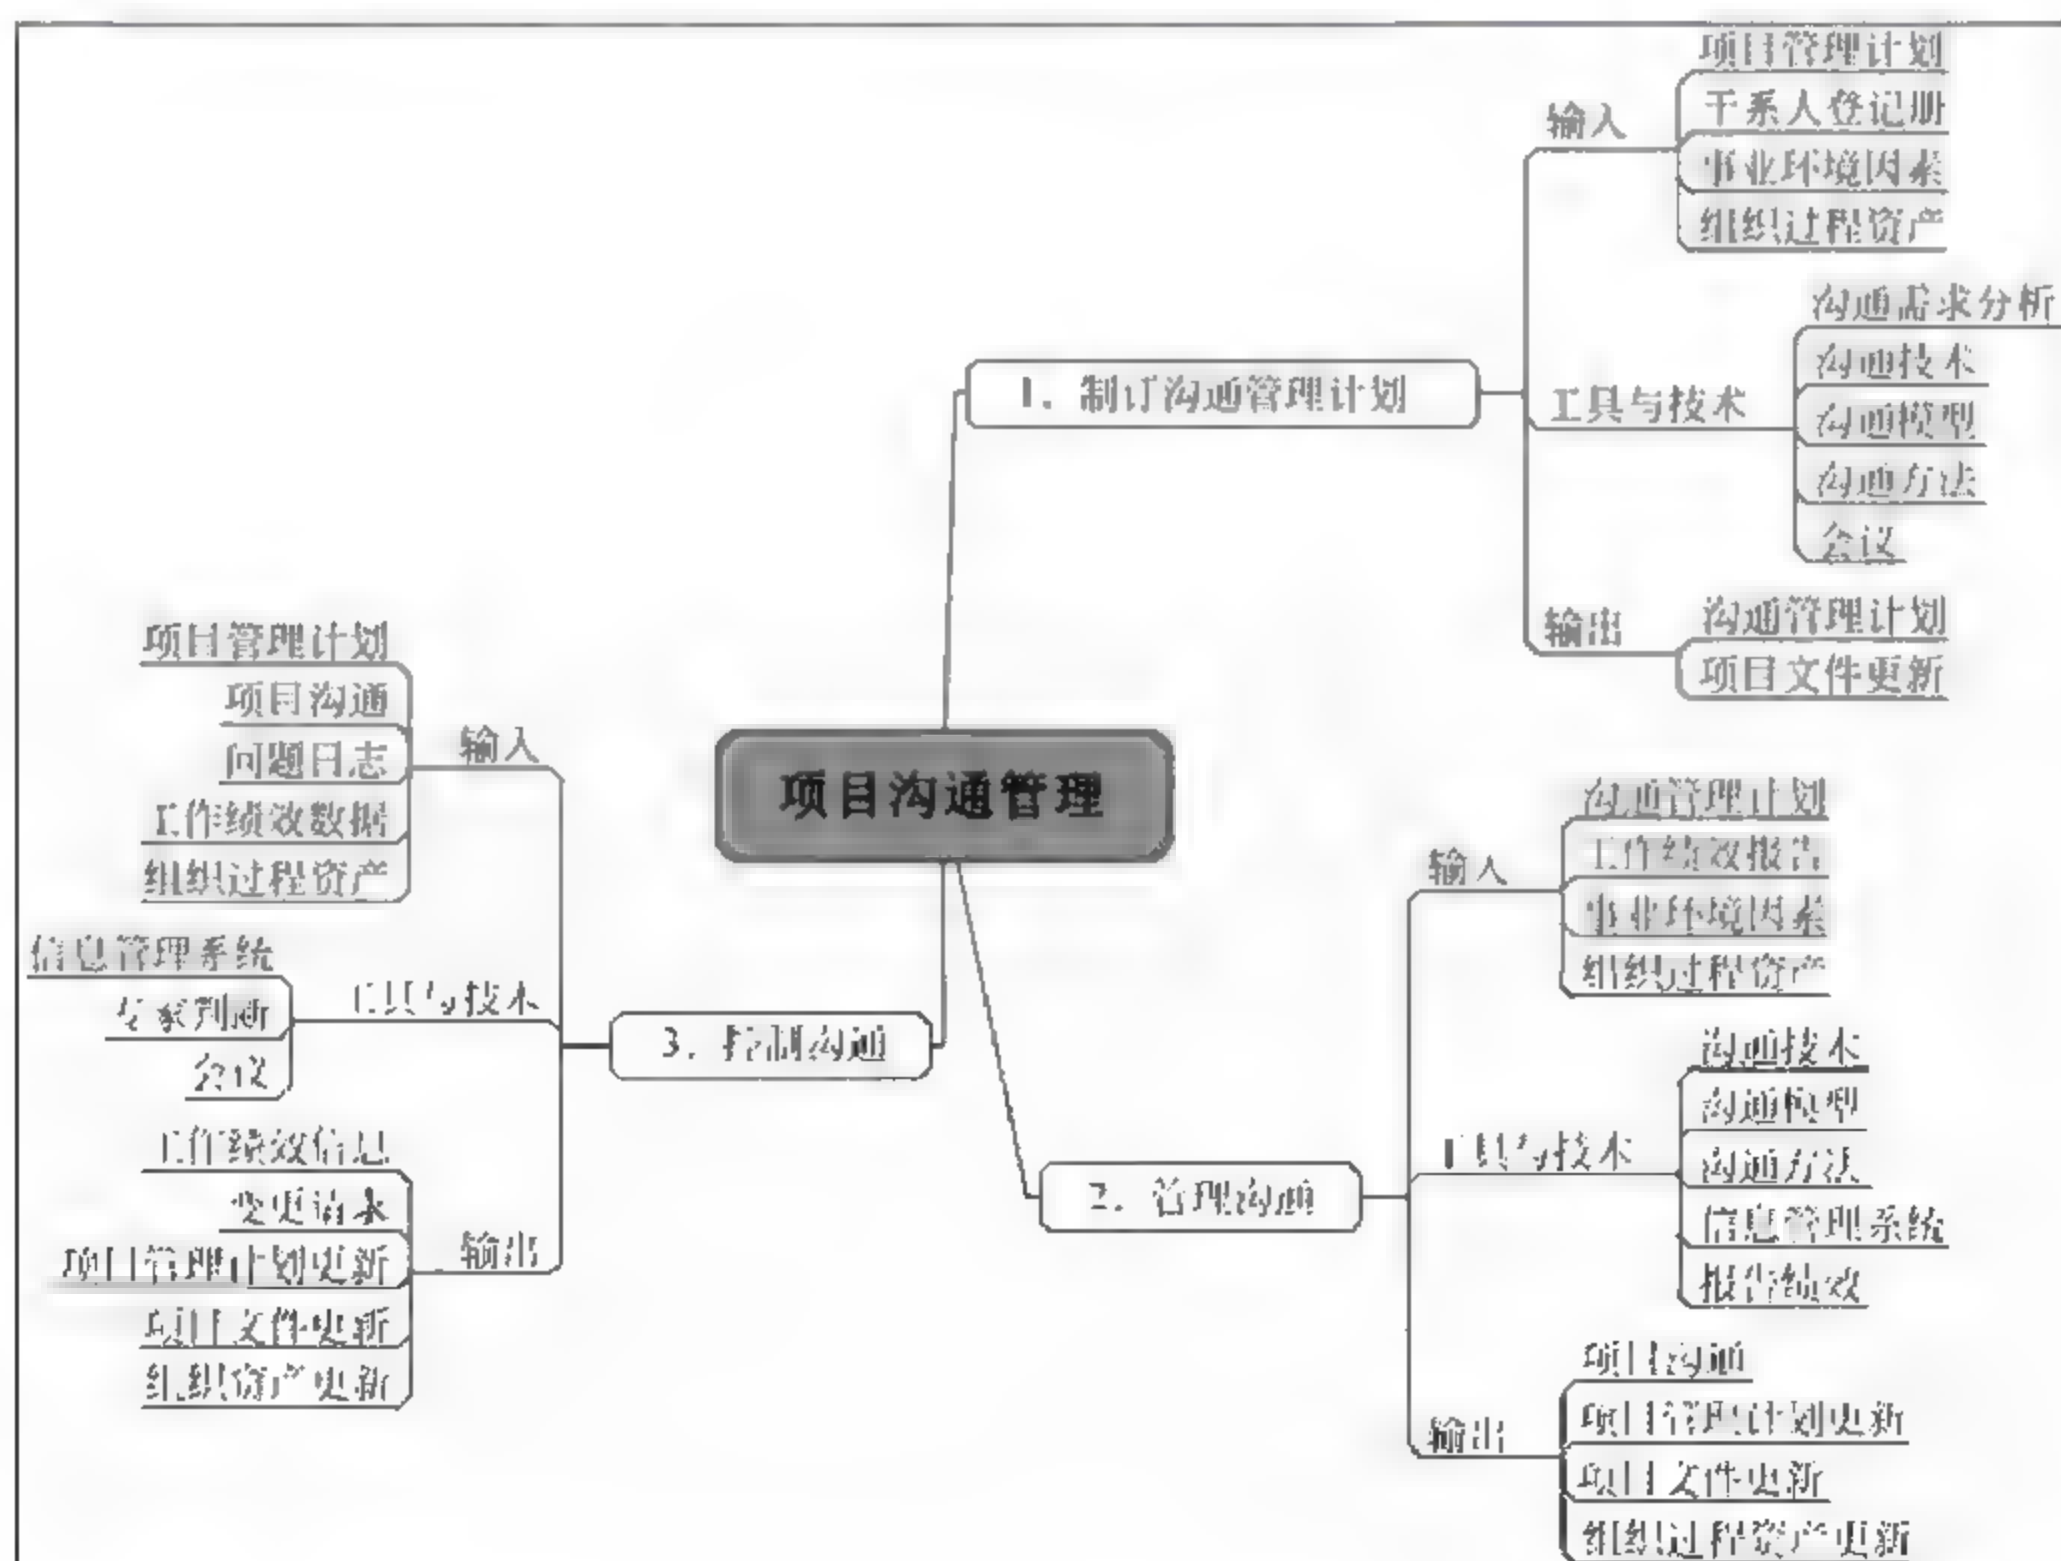 项目沟通管理
1. 制订沟通管理计划
输入
项目管理计划
干系人登记册
事业环境因素
组织过程资产
工具与技术
沟通需求分析
沟通技术
沟通模型
沟通方法
会议
输出
沟通管理计划
项目文件更新
2. 管理沟通
输入
沟通管理计划
工作绩效报告
事业环境因素
组织过程资产
工具与技术
沟通技术
沟通模型
沟通方法
信息管理系统
报告绩效
输出
项目沟通
项目管理计划更新
项目文件更新
组织过程资产更新
3. 控制沟通
输入
项目管理计划
项目沟通
问题日志
工作绩效数据
组织过程资产
工具与技术
信息管理系统
专家判断
会议
输出
工作绩效信息
变更请求
项目管理计划更新
项目文件更新
组织资产更新